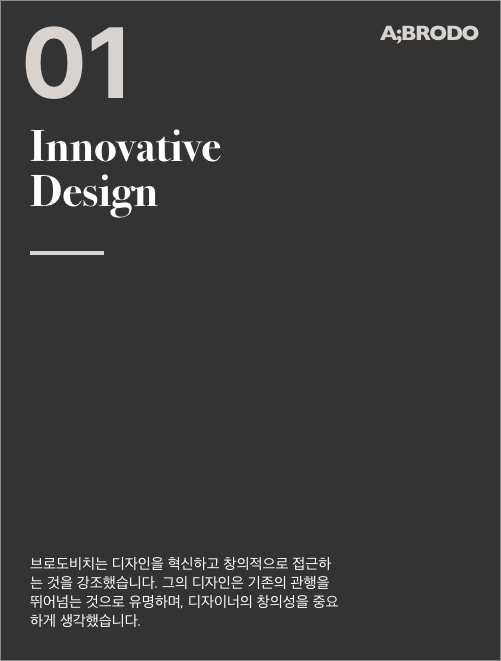 01
A;BRODO
Innovative
Design
브로도비치는 디자인을 혁신하고 창의적으로 접근하
는 것을 강조했습니다. 그의 디자인은 기존의 관행을
뛰어넘는 것으로 유명하며, 디자이너의 창의성을 중요
하게 생각했습니다.